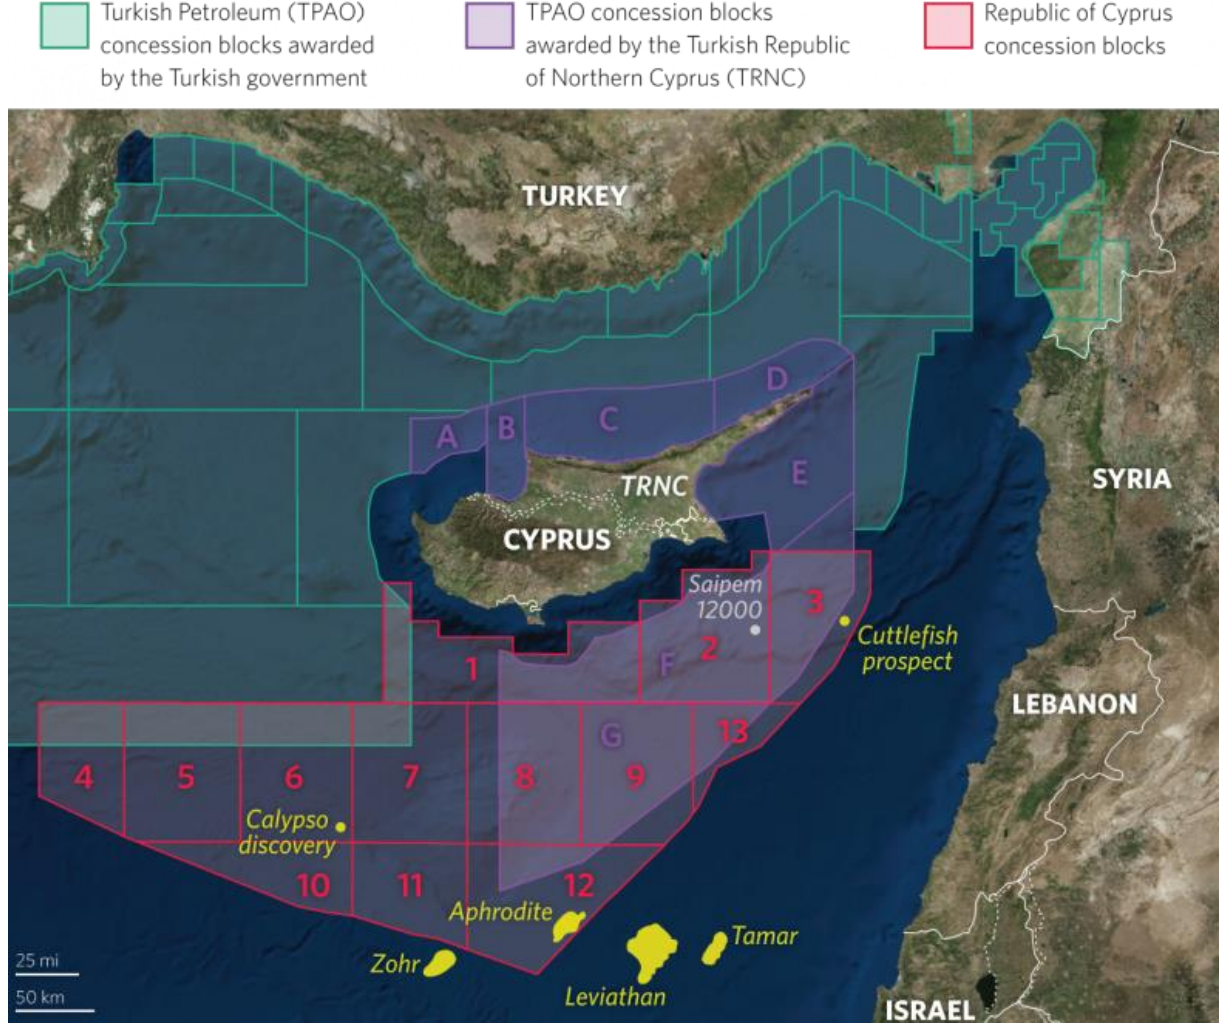 Turkish Petroleum (TPAO)
concession blocks awarded
by the Turkish government
TPAO concession blocks
awarded by the Turkish Republic
of Northern Cyprus (TRNC)
Republic of Cyprus
concession blocks
TURKEY
D
A
B
C
E
TRNC
SYRIA
CYPRUS
Saipem
12000
3
Cuttlefish
prospect
2
F
1
LEBANON
G
13
4
5
6
7
8
9
Calypso
discovery
10
11
12
Aphrodite
Zohr
Tamar
Leviathan
25 mi
50 km
ISRAEL